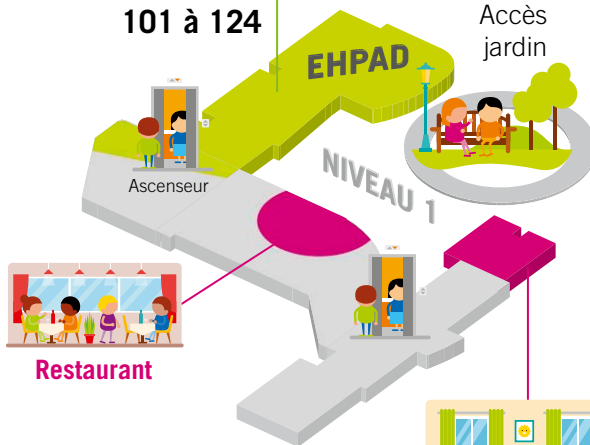 101 à 124
EHPAD
Accès
jardin
Ascenseur
NIVEAU 1
Restaurant